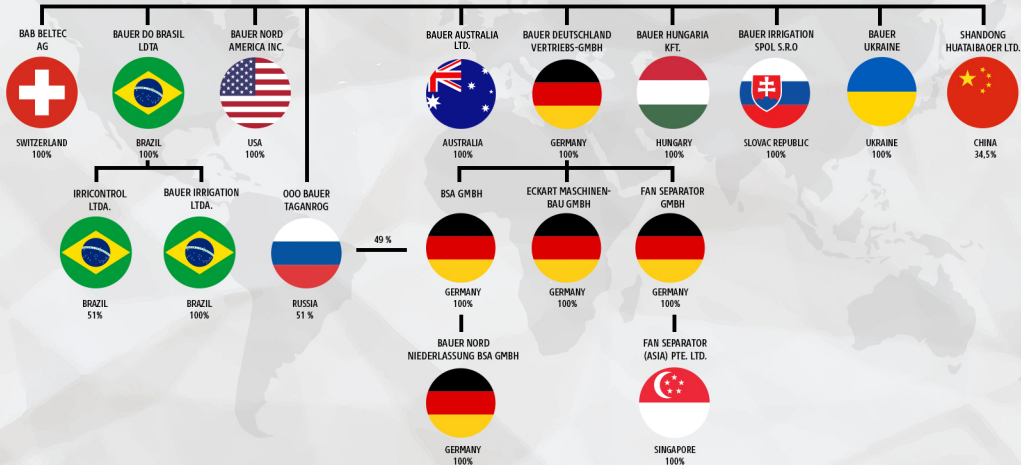 BAB BELTEC
AG
SWITZERLAND
100%
BAUER DO BRASIL
LDTA
BRAZIL
100%
BAUER NORD
AMERICA INC.
USA
100%
BAUER AUSTRALIA
LTD.
AUSTRALIA
100%
BAUER DEUTSCHLAND
VERTRIEBS-GMBH
GERMANY
100%
BAUER HUNGARIA
KFT.
HUNGARY
100%
BAUER IRRIGATION
SPOL S.R.O
SLOVAC REPUBLIC
100%
BAUER
UKRAINE
UKRAINE
100%
SHANDONG
HUATAIBAOER LTD.
CHINA
34,5%
IRRICONTROL
LTDA.
BRAZIL
51%
BAUER IRRIGATION
LTDA.
BRAZIL
100%
OOO BAUER
TAGANROG
RUSSIA
51 %
49 %
BSA GMBH
GERMANY
100%
ECKART MASCHINEN-
BAU GMBH
GERMANY
100%
FAN SEPARATOR
GMBH
GERMANY
100%
BAUER NORD
NIEDERLASSUNG BSA GMBH
GERMANY
100%
FAN SEPARATOR
(ASIA) PTE. LTD.
SINGAPORE
100%